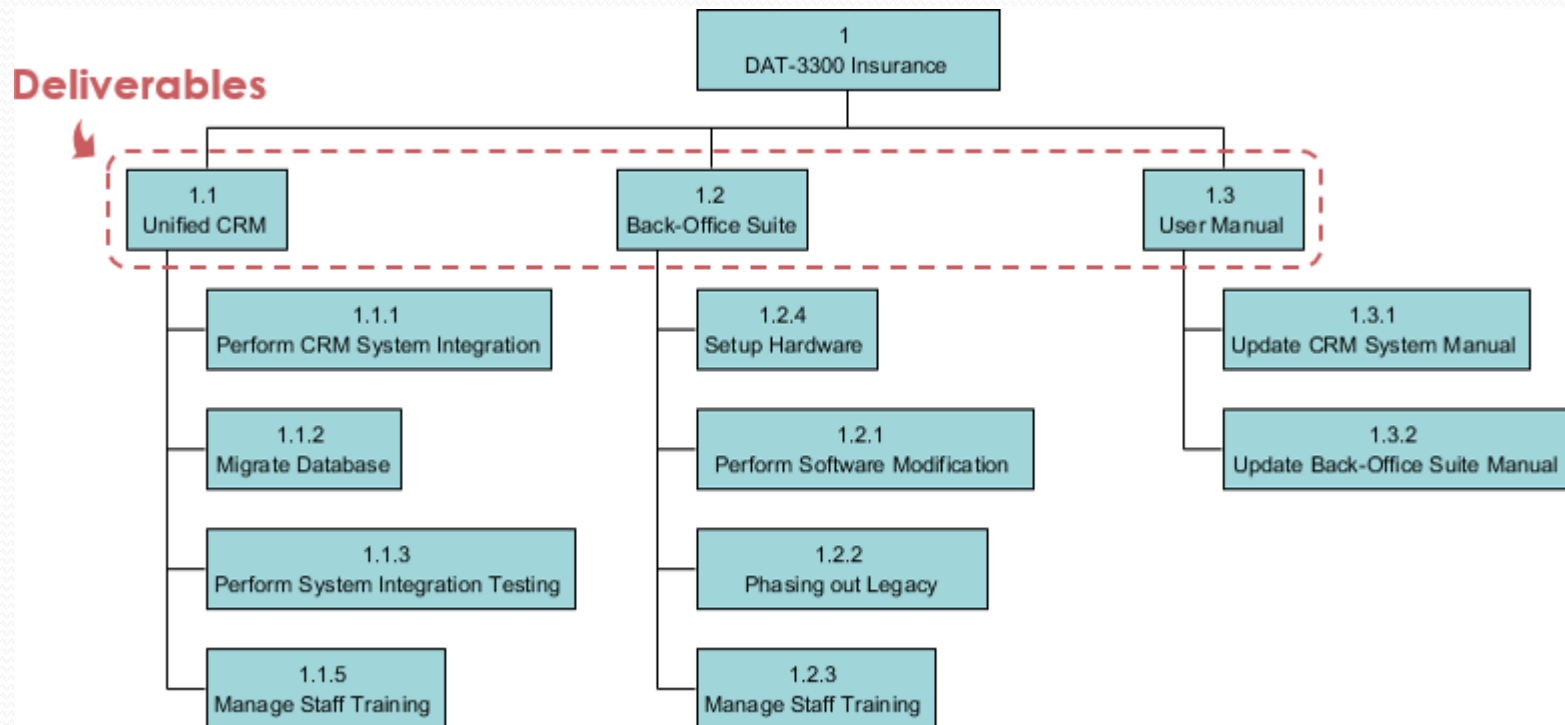 1
DAT-3300 Insurance
Deliverables
1.1
Unified CRM
1.2
Back-Office Suite
1.3
User Manual
1.1.1
Perform CRM System Integration
1.2.4
Setup Hardware
1.3.1
Update CRM System Manual
1.1.2
Migrate Database
1.2.1
Perform Software Modification
1.3.2
Update Back-Office Suite Manual
1.1.3
Perform System Integration Testing
1.2.2
Phasing out Legacy
1.1.5
Manage Staff Training
1.2.3
Manage Staff Training